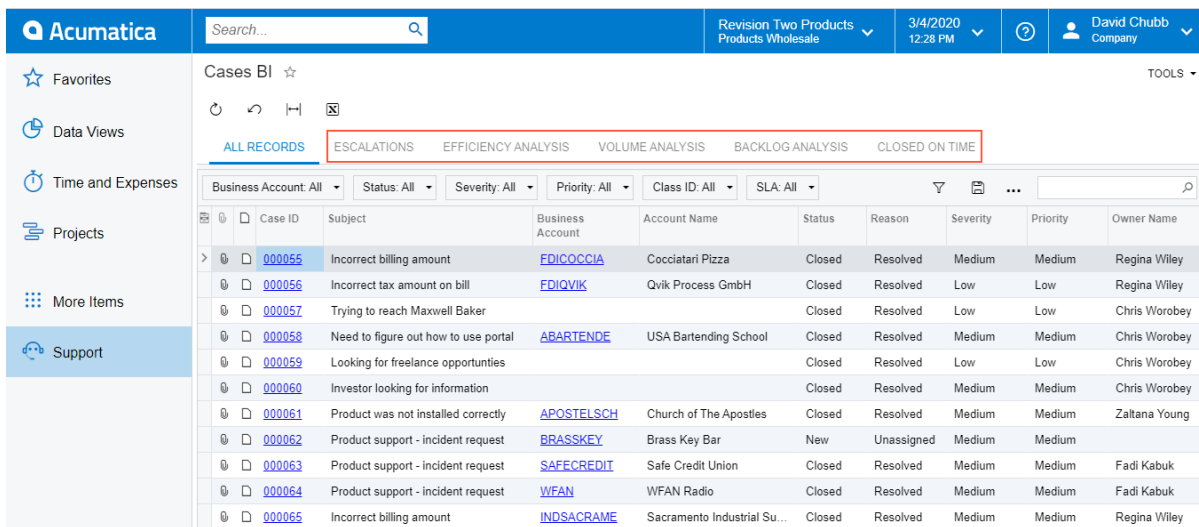 Acumatica
Search...
Revision Two Products
Products Wholesale
3/4/2020
12:28 PM
David Chubb
Company
Favorites
Data Views
Time and Expenses
Projects
More Items
Support
Cases BI
TOOLS
ALL RECORDS ESCALATIONS EFFICIENCY ANALYSIS VOLUME ANALYSIS BACKLOG ANALYSIS CLOSED ON TIME
Business Account: All Status: All Severity: All Priority: All Class ID: All SLA: All
Case ID Subject Business Account Account Name Status Reason Severity Priority Owner Name
000055 Incorrect billing amount FDICOCCIA Cocciatari Pizza Closed Resolved Medium Medium Regina Wiley
000056 Incorrect tax amount on bill FDIQVIK Qvik Process GmbH Closed Resolved Low Low Regina Wiley
000057 Trying to reach Maxwell Baker Closed Resolved Low Low Chris Worobey
000058 Need to figure out how to use portal ABARTENDE USA Bartending School Closed Resolved Medium Medium Chris Worobey
000059 Looking for freelance opportunties Closed Resolved Low Low Chris Worobey
000060 Investor looking for information Closed Resolved Medium Medium Chris Worobey
000061 Product was not installed correctly APOSTELSCH Church of The Apostles Closed Resolved Medium Medium Zaltana Young
000062 Product support - incident request BRASSKEY Brass Key Bar New Unassigned Medium Medium
000063 Product support - incident request SAFECREDIT Safe Credit Union Closed Resolved Medium Medium Fadi Kabuk
000064 Product support - incident request WFAN WFAN Radio Closed Resolved Medium Medium Fadi Kabuk
000065 Incorrect billing amount INDSACRAME Sacramento Industrial Su... Closed Resolved Medium Medium Regina Wiley